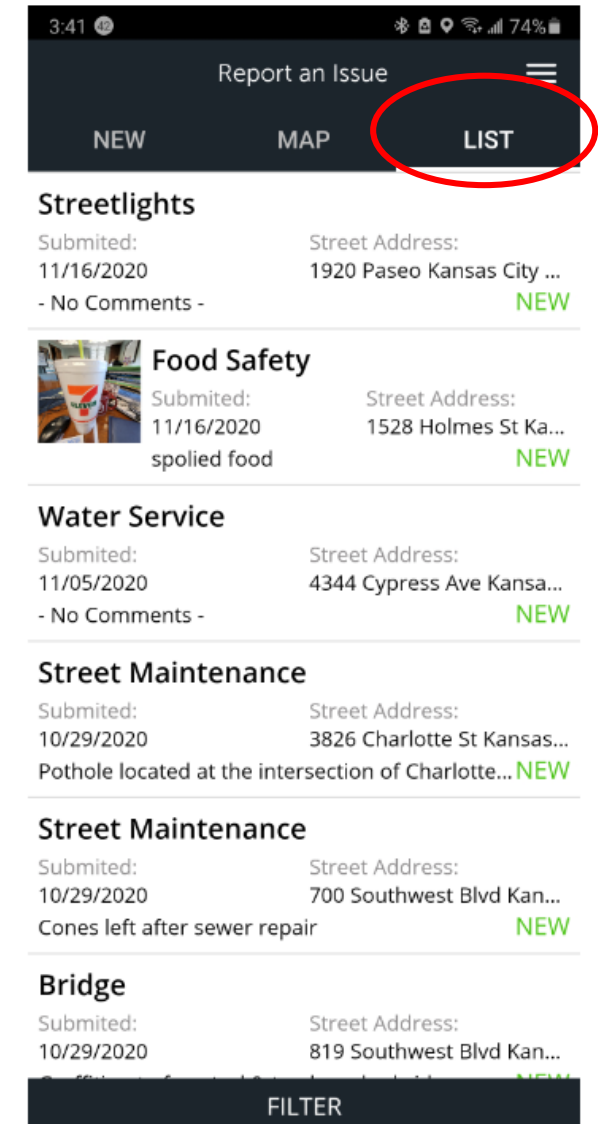 3:41 42 74%
Report an Issue
NEW MAP LIST
Streetlights
Submited: Street Address:
11/16/2020 1920 Paseo Kansas City ...
- No Comments - NEW
Food Safety
Submited: Street Address:
11/16/2020 1528 Holmes St Ka...
spolied food NEW
7
ELEVEN
Water Service
Submited: Street Address:
11/05/2020 4344 Cypress Ave Kansa...
- No Comments - NEW
Street Maintenance
Submited: Street Address:
10/29/2020 3826 Charlotte St Kansas...
Pothole located at the intersection of Charlotte... NEW
Street Maintenance
Submited: Street Address:
10/29/2020 700 Southwest Blvd Kan...
Cones left after sewer repair NEW
Bridge
Submited: Street Address:
10/29/2020 819 Southwest Blvd Kan...
NEW
FILTER